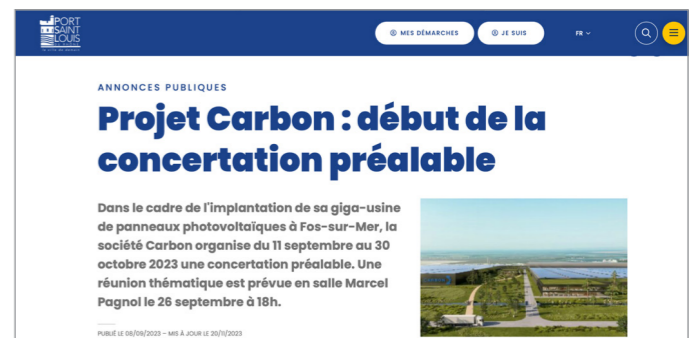 PORT
SAINT
LOUIS
MES DÉMARCHES
JE SUIS
FR
ANNONCES PUBLIQUES
Projet Carbon : début de la
concertation préalable
Dans le cadre de l'implantation de sa giga-usine
de panneaux photovoltaïques à Fos-sur-Mer, la
société Carbon organise du 11 septembre au 30
octobre 2023 une concertation préalable. Une
réunion thématique est prévue en salle Marcel
Pagnol le 26 septembre à 18h.
PUBLIÉ LE 08/09/2023 – MIS À JOUR LE 20/11/2023